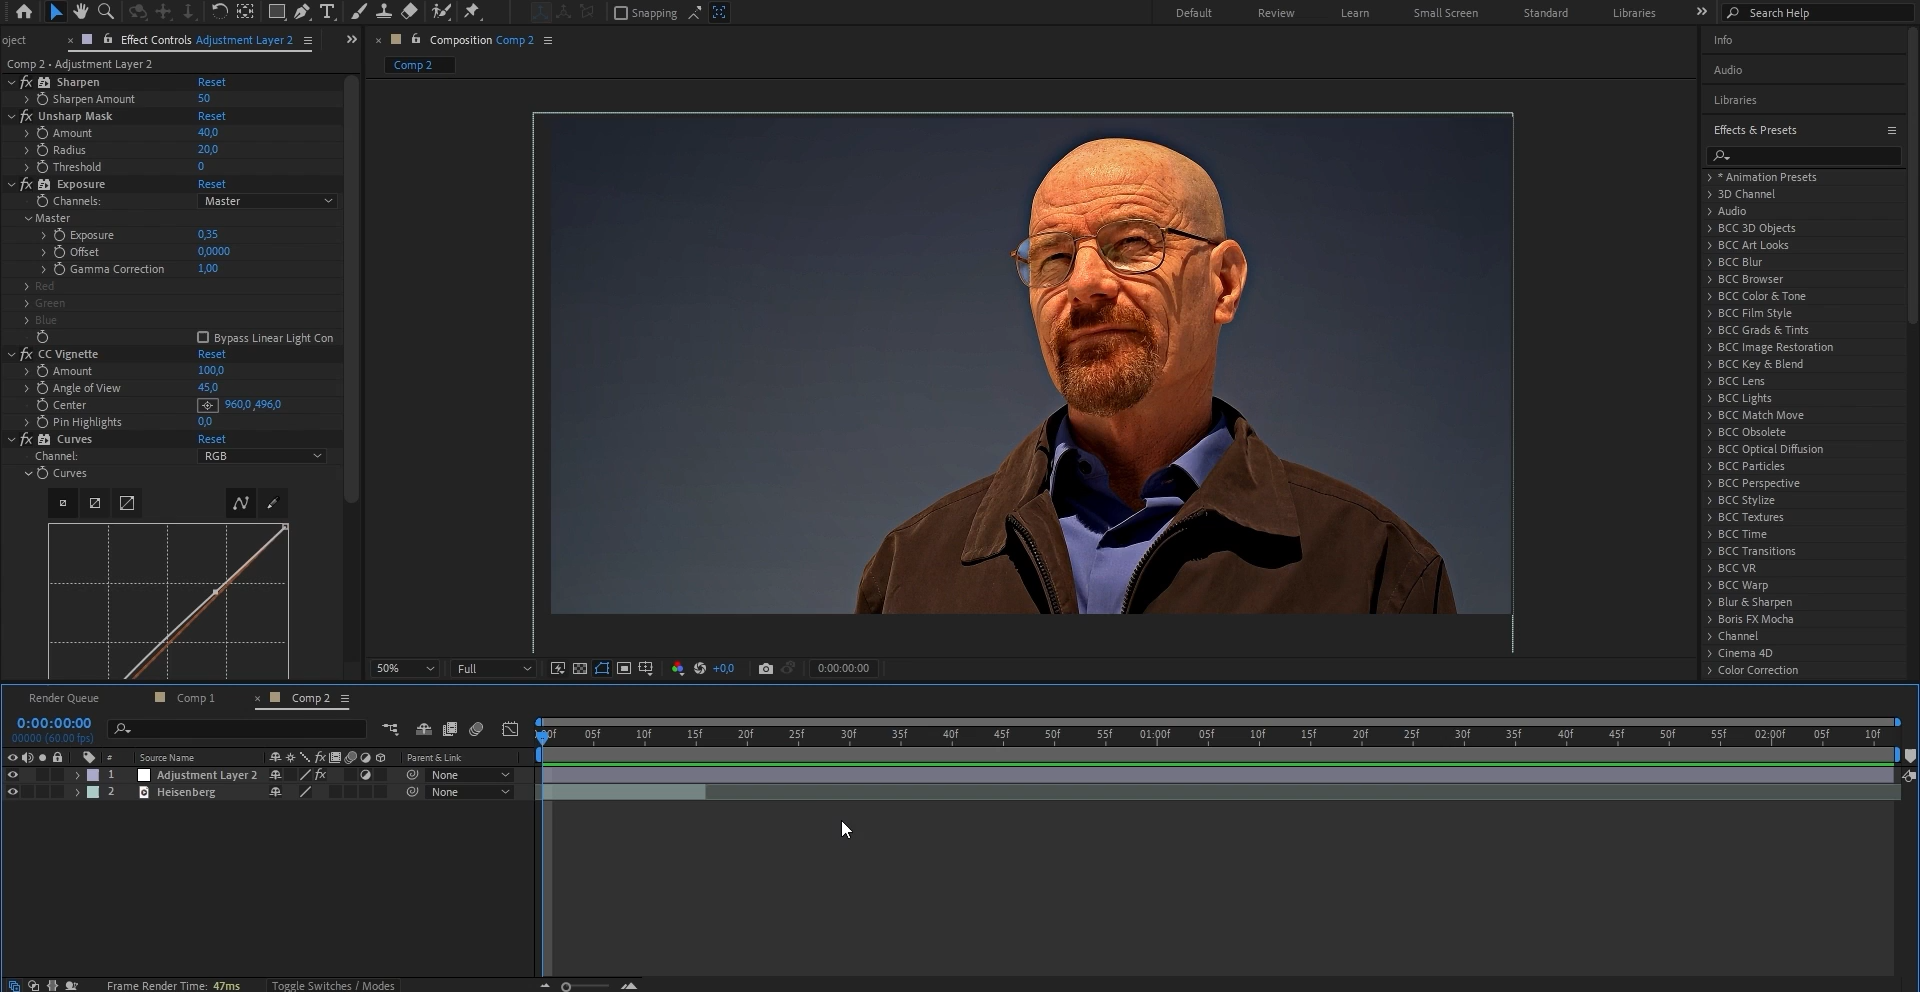 Snapping
Default
Review
Learn
Small Screen
Standard
Libraries
Search Help
oject
Effect Controls Adjustment Layer 2
Comp 2 • Adjustment Layer 2
fx Sharpen Reset
Sharpen Amount 50
fx Unsharp Mask Reset
Amount 40,0
Radius 20,0
Threshold 0
fx Exposure Reset
Channels: Master
Master
Exposure 0,35
Offset 0,0000
Gamma Correction 1,00
Red
Green
Blue
Bypass Linear Light Con
fx CC Vignette Reset
Amount 100,0
Angle of View 45,0
Center 960,0,496,0
Pin Highlights 0,0
fx Curves Reset
Channel: RGB
Curves
Composition Comp 2
Comp 2
50%
Full
+0,0
0:00:00:00
Info
Audio
Libraries
Effects & Presets
* Animation Presets
3D Channel
Audio
BCC 3D Objects
BCC Art Looks
BCC Blur
BCC Browser
BCC Color & Tone
BCC Film Style
BCC Grads & Tints
BCC Image Restoration
BCC Key & Blend
BCC Lens
BCC Lights
BCC Match Move
BCC Obsolete
BCC Optical Diffusion
BCC Particles
BCC Perspective
BCC Stylize
BCC Textures
BCC Time
BCC Transitions
BCC VR
BCC Warp
Blur & Sharpen
Boris FX Mocha
Channel
Cinema 4D
Color Correction
Render Queue
Comp 1
Comp 2
0:00:00:00
00000 (60.00 fps)
05f 10f 15f 20f 25f 30f 35f 40f 45f 50f 55f 01:00f 05f 10f 15f 20f 25f 30f 35f 40f 45f 50f 55f 02:00f 05f 10f
# Source Name fx Parent & Link
1 Adjustment Layer 2 fx None
2 Heisenberg None
Frame Render Time: 47ms
Toggle Switches / Modes